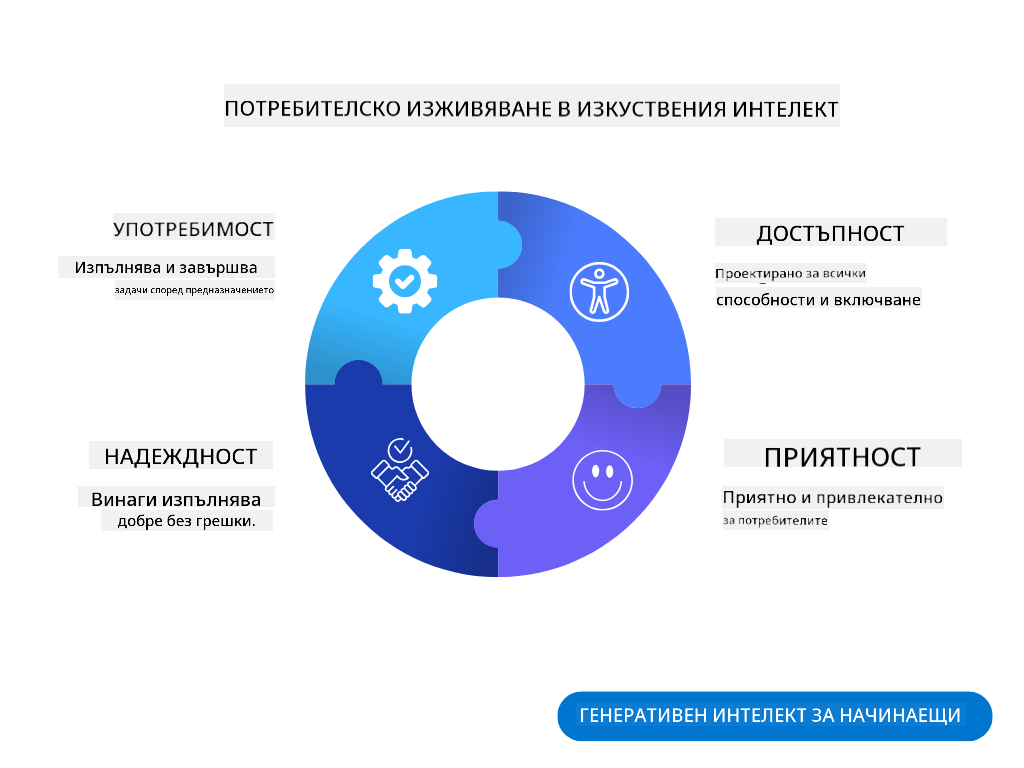 ПОТРЕБИТЕЛСКО ИЗЖИВЯВАНЕ В ИЗКУСТВЕНИЯ ИНТЕЛЕКТ
УПОТРЕБИМОСТ
Изпълнява и завършва
задачи според предназначението
ДОСТЪПНОСТ
Проектирано за всички
способности и включване
НАДЕЖДНОСТ
Винаги изпълнява
добре без грешки.
ПРИЯТНОСТ
Приятно и привлекателно
за потребителите
ГЕНЕРАТИВЕН ИНТЕЛЕКТ ЗА НАЧИНАЕЩИ